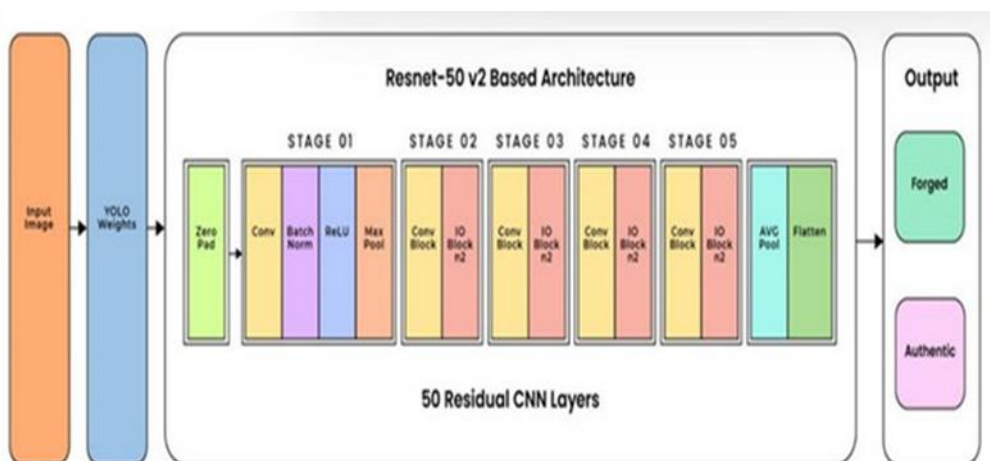 Resnet-50 v2 Based Architecture
Output
STAGE 01
STAGE 02
STAGE 03
STAGE 04
STAGE 05
Input
Image
YOLO
Weights
Zero
Pad
Conv
Batch
Norm
ReLU
Max
Pool
Conv
Block
IO
Block
n2
Conv
Block
IO
Block
n2
Conv
Block
IO
Block
n2
Conv
Block
IO
Block
n2
AVG
Pool
Flatten
Forged
Authentic
50 Residual CNN Layers